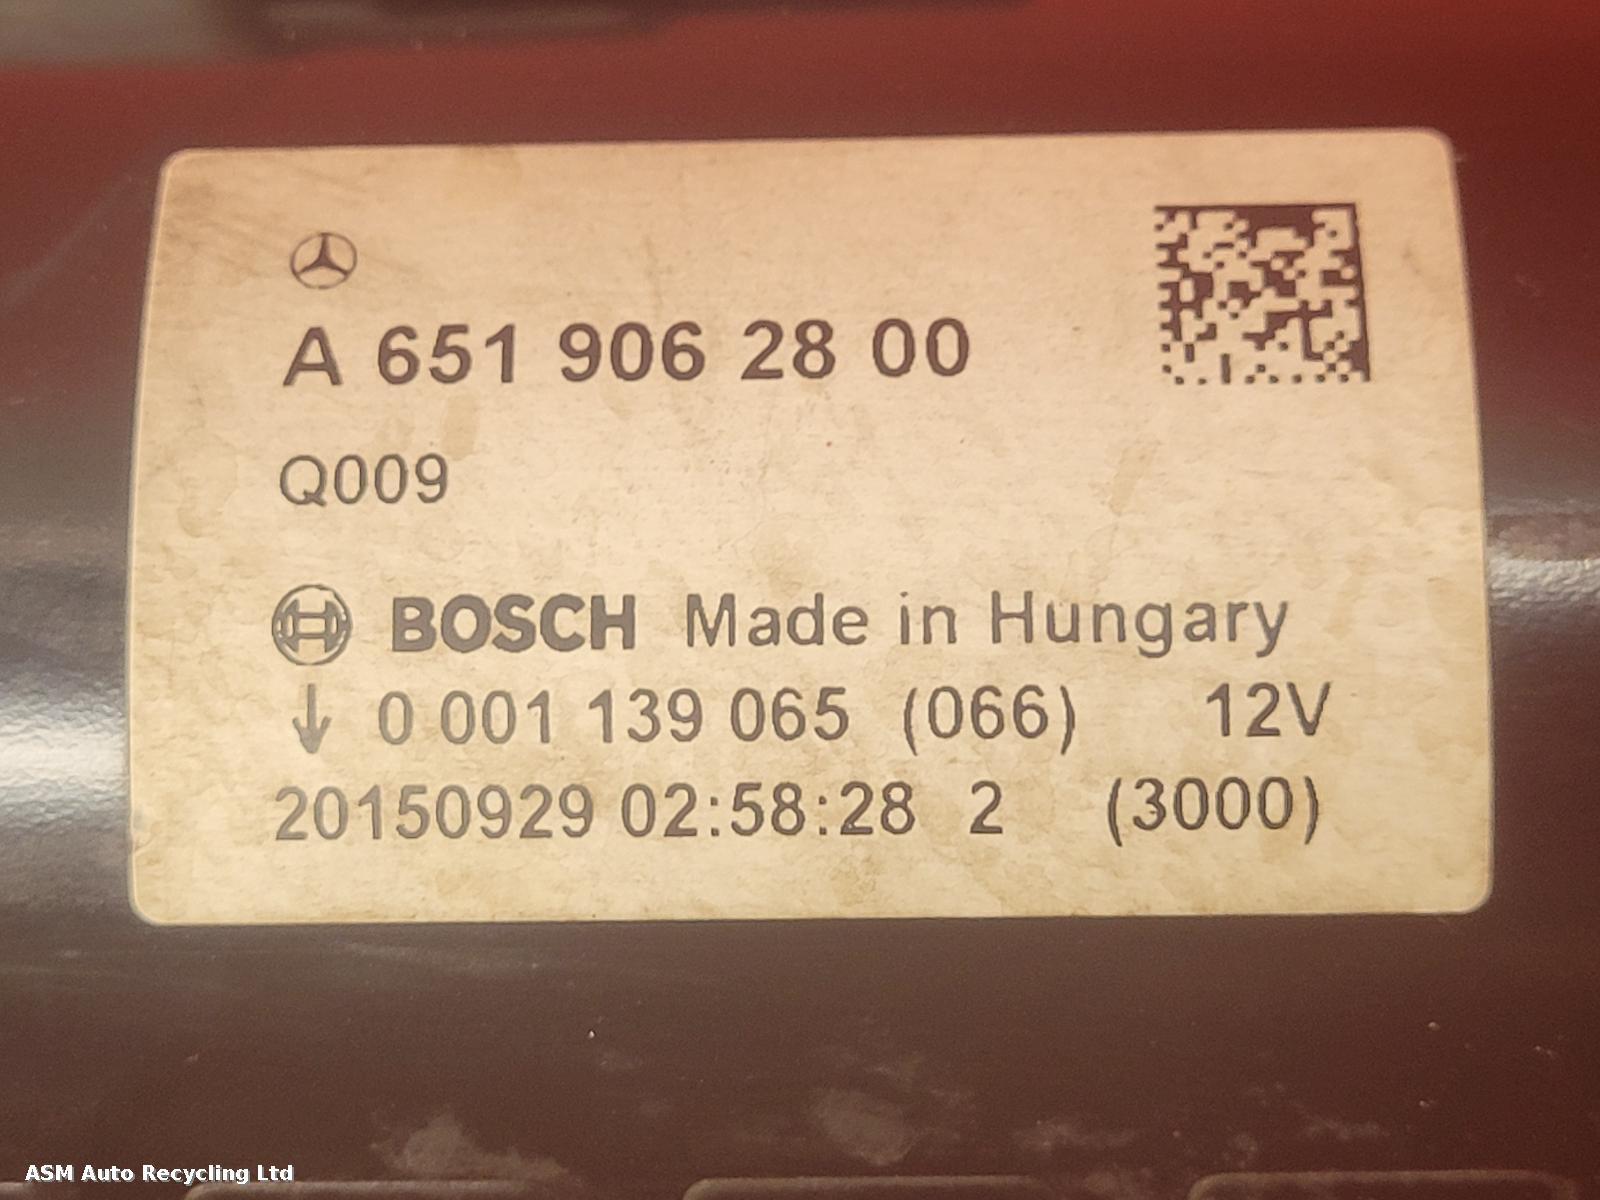 A 651 906 28 00
Q009
BOSCH Made in Hungary
↓ 0 001 139 065 (066) 12V
20150929 02:58:28 2 (3000)
ASM Auto Recycling Ltd